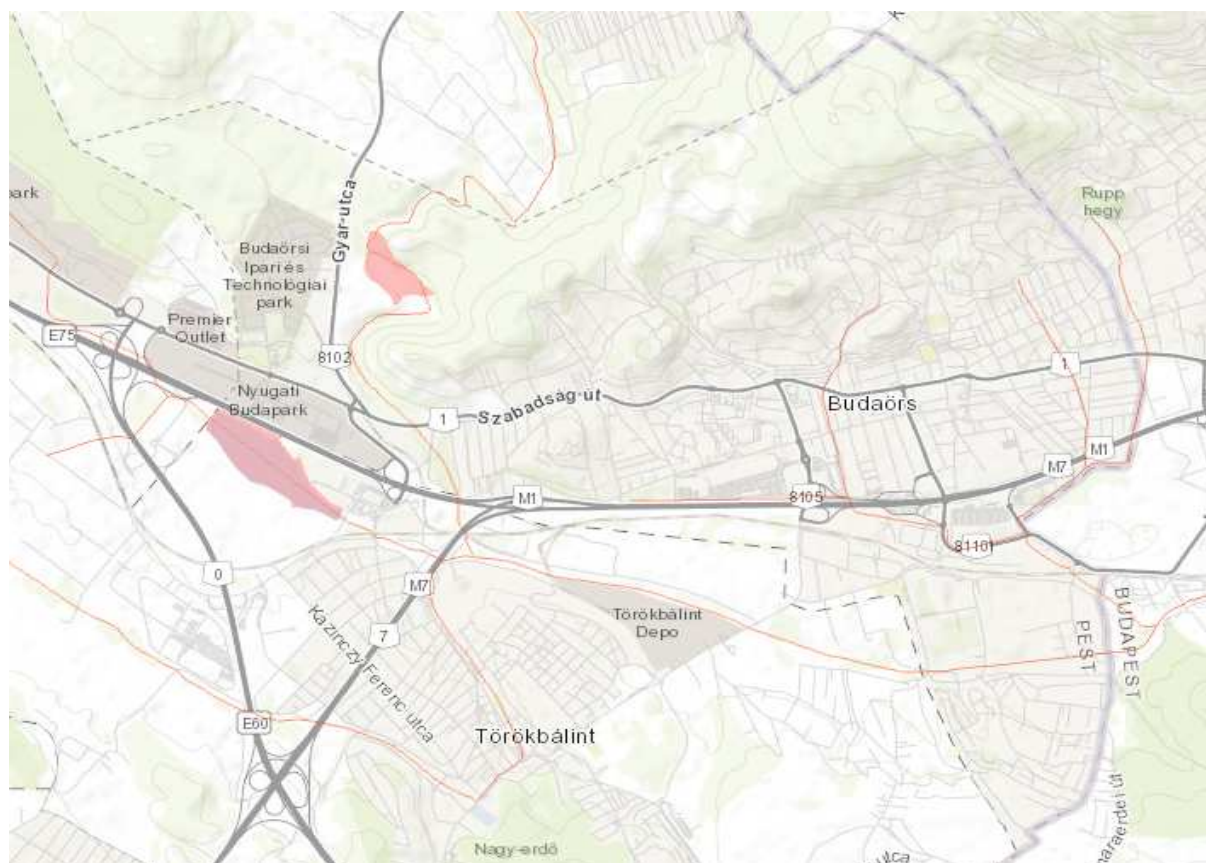 park
Rupp
hegy
Gyar-utca
Budaörsi
Ipari és
Technológiai
park
Premier
Outlet
E75
8102
Nyugati
Budapark
1
Szabadság-út
1
Budaörs
M1
M7
M1
8105
81101
0
M7
7
Kazinczy Ferenc utca
Törökbálint
Depo
PEST
BUDAPEST
E60
Törökbálint
Nagy-erdő
utca